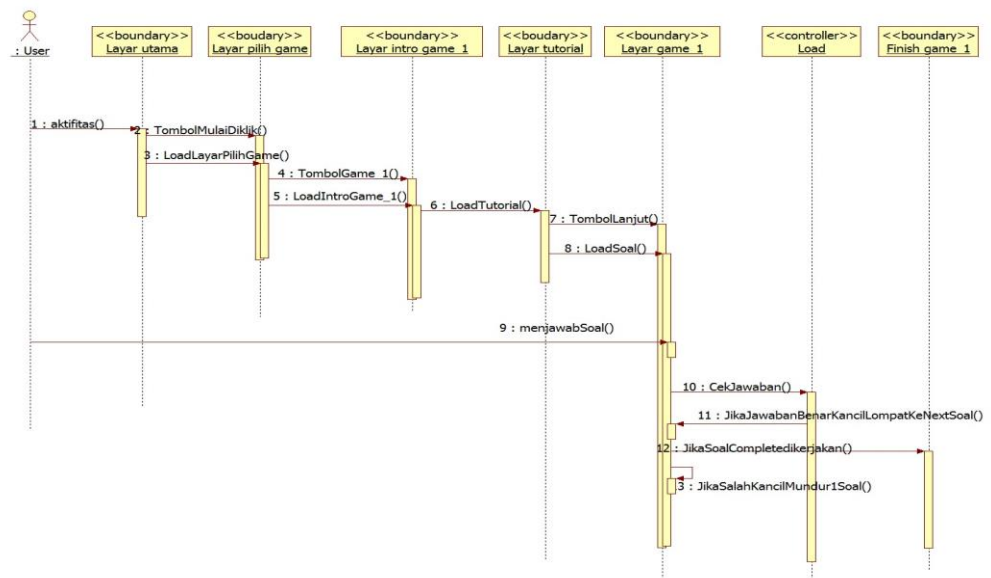 <<boundary>>
Layar utama
<<boudary>>
Layar pilih game
<<boundary>>
Layar intro game_1
<<boudary>>
Layar tutorial
<<boundary>>
Layar game_1
<<controller>>
Load
<<boundary>>
Finish game_1
: User
1 : aktifitas()
2 : TombolMulaiDiklik()
3 : LoadLayarPilihGame()
4 : TombolGame_1()
5 : LoadIntroGame_1()
6 : LoadTutorial()
7 : TombolLanjut()
8 : LoadSoal()
9 : menjawabSoal()
10 : CekJawaban()
11 : JikaJawabanBenarKancilLompatKeNextSoal()
12 : JikaSoalCompletedikerjakan()
3 : JikaSalahKancilMundur1Soal()